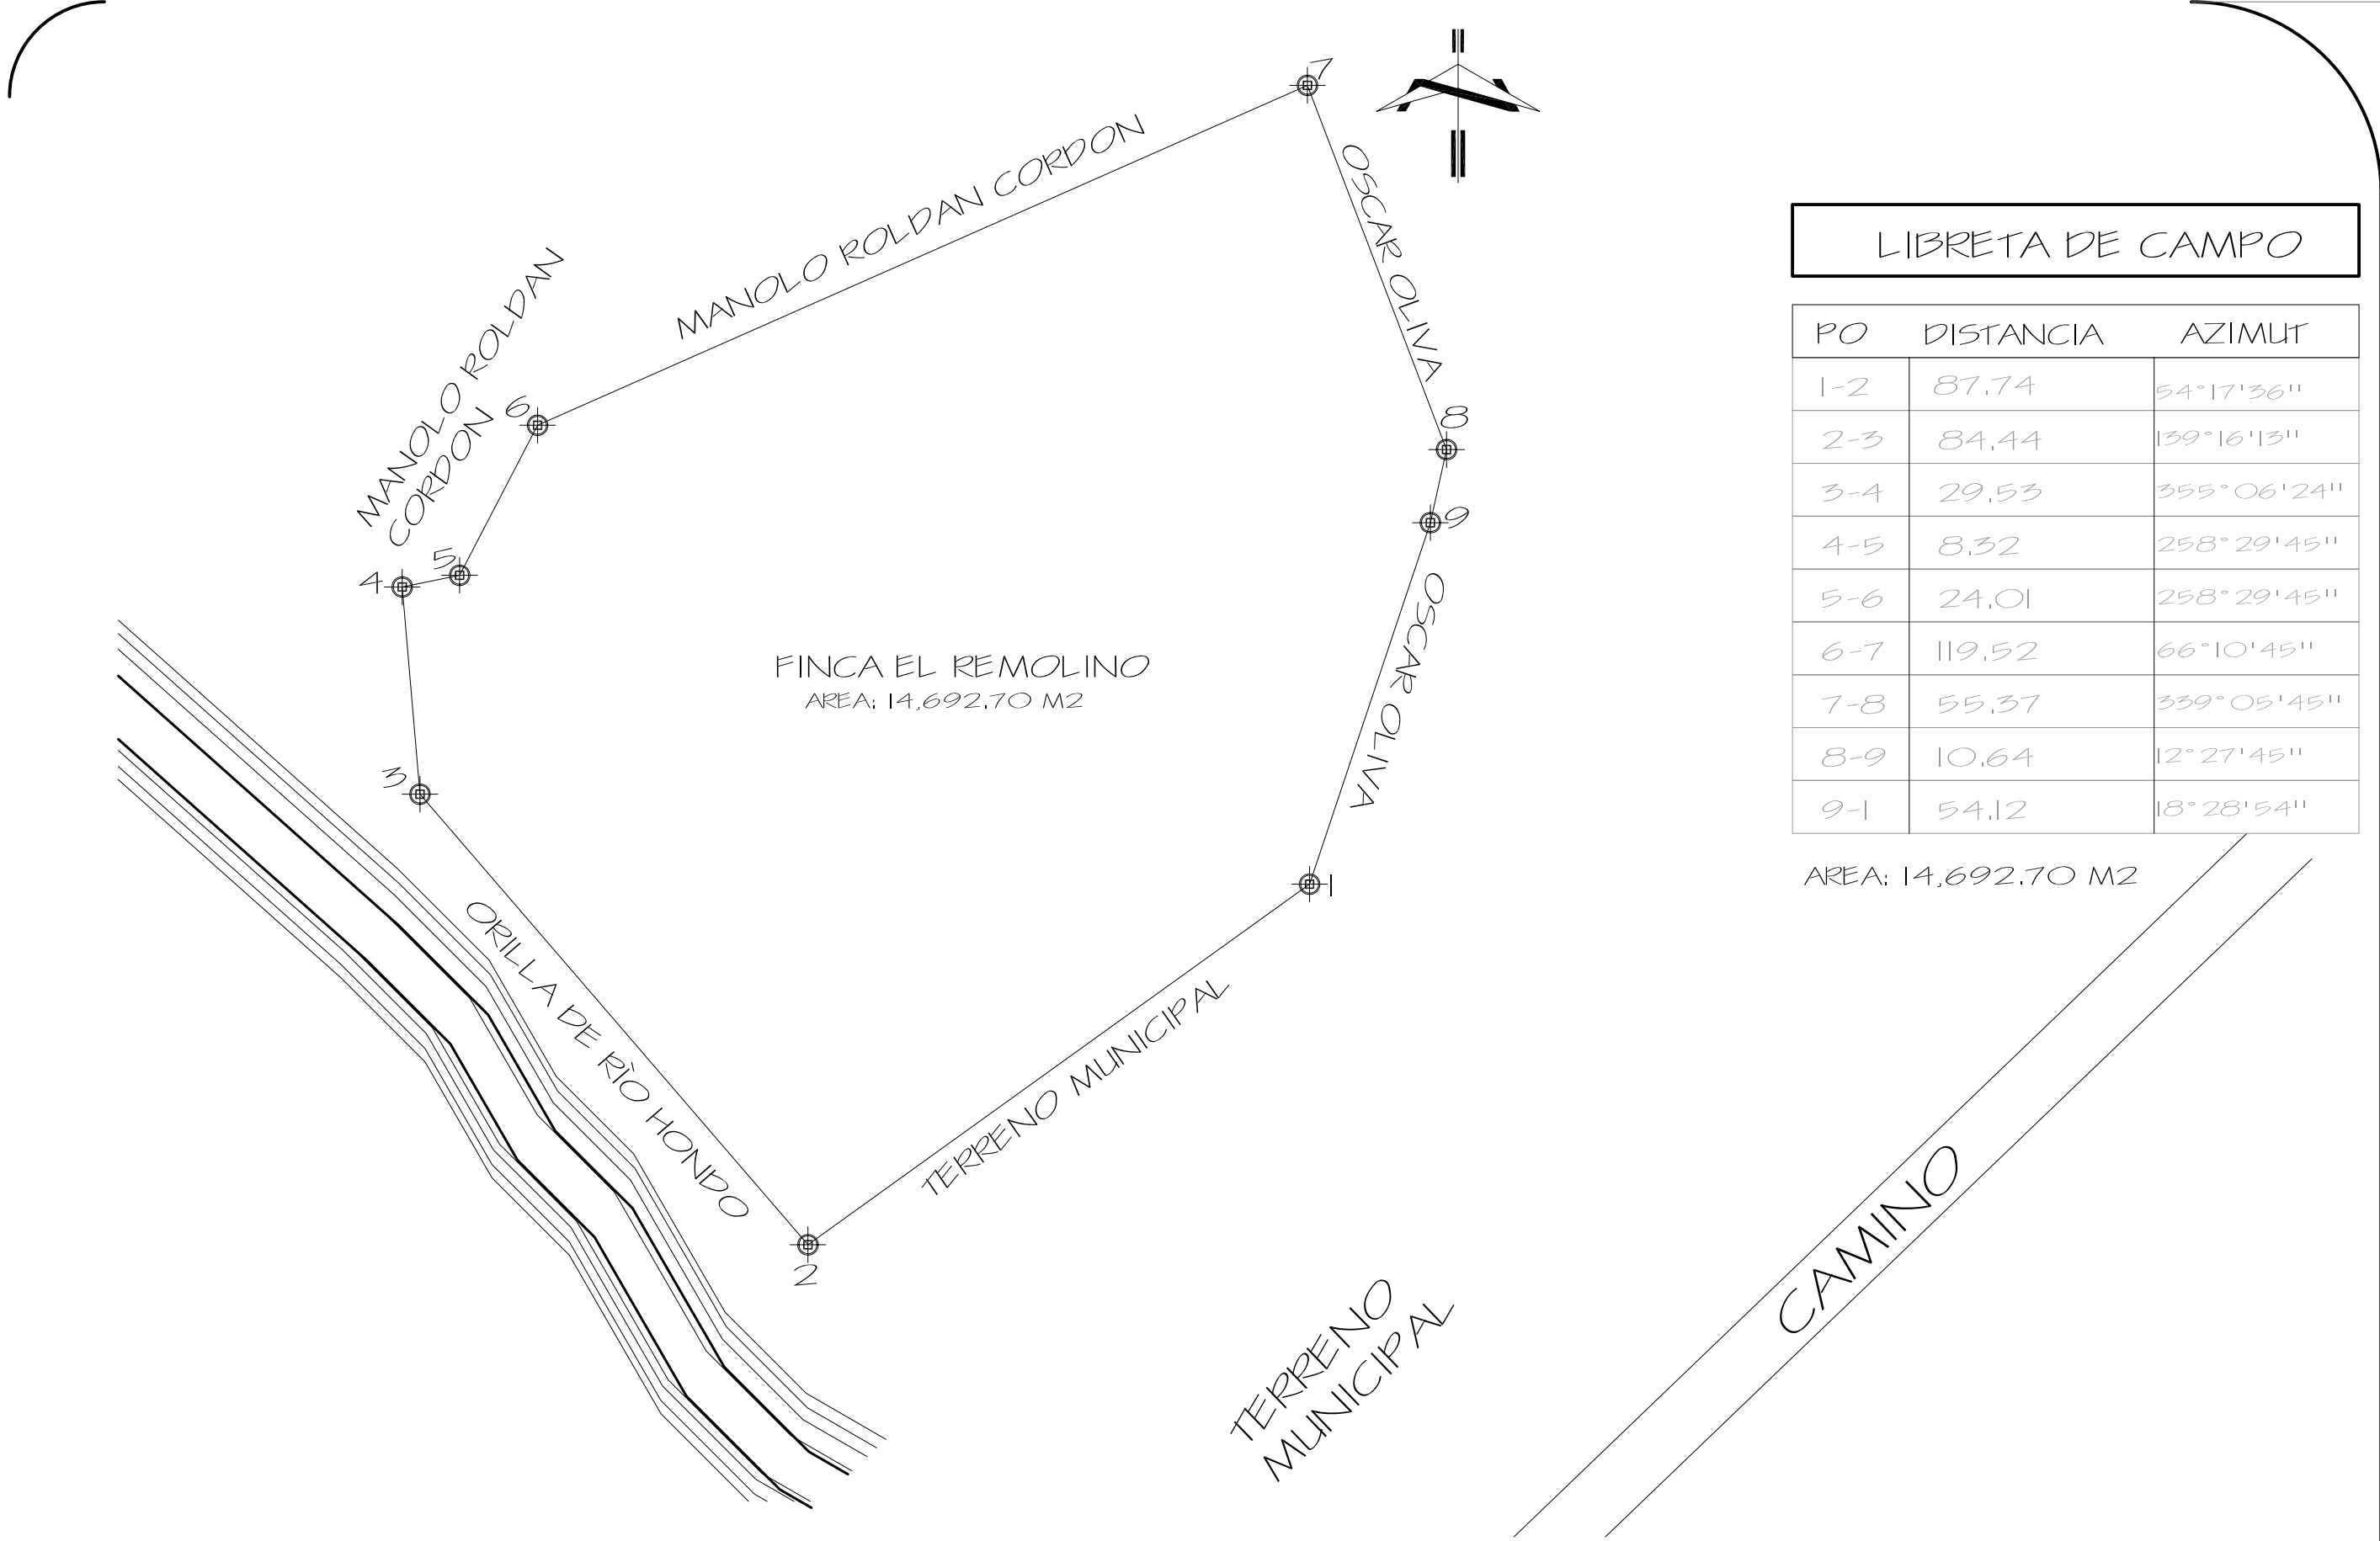 7
MANOLO ROLDAN CORDON
OSCAR OLIVA
MANOLO ROLDAN
CORDON
6
8
9
5
4
OSCAR OLIVA
FINCA EL REMOLINO
AREA: 14,692.70 M2
3
1
ORILLA DE RÌO HONDO
TERRENO MUNICIPAL
2
TERRENO
MUNICIPAL
CAMINO
LIBRETA DE CAMPO
PO DISTANCIA AZIMUT
1-2 87.74 54°17'36"
2-3 84.44 139°16'13"
3-4 29.53 355°06'24"
4-5 8.32 258°29'45"
5-6 24.01 258°29'45"
6-7 119.52 66°10'45"
7-8 55.37 339°05'45"
8-9 10.64 12°27'45"
9-1 54.12 18°28'54"
AREA: 14,692.70 M2